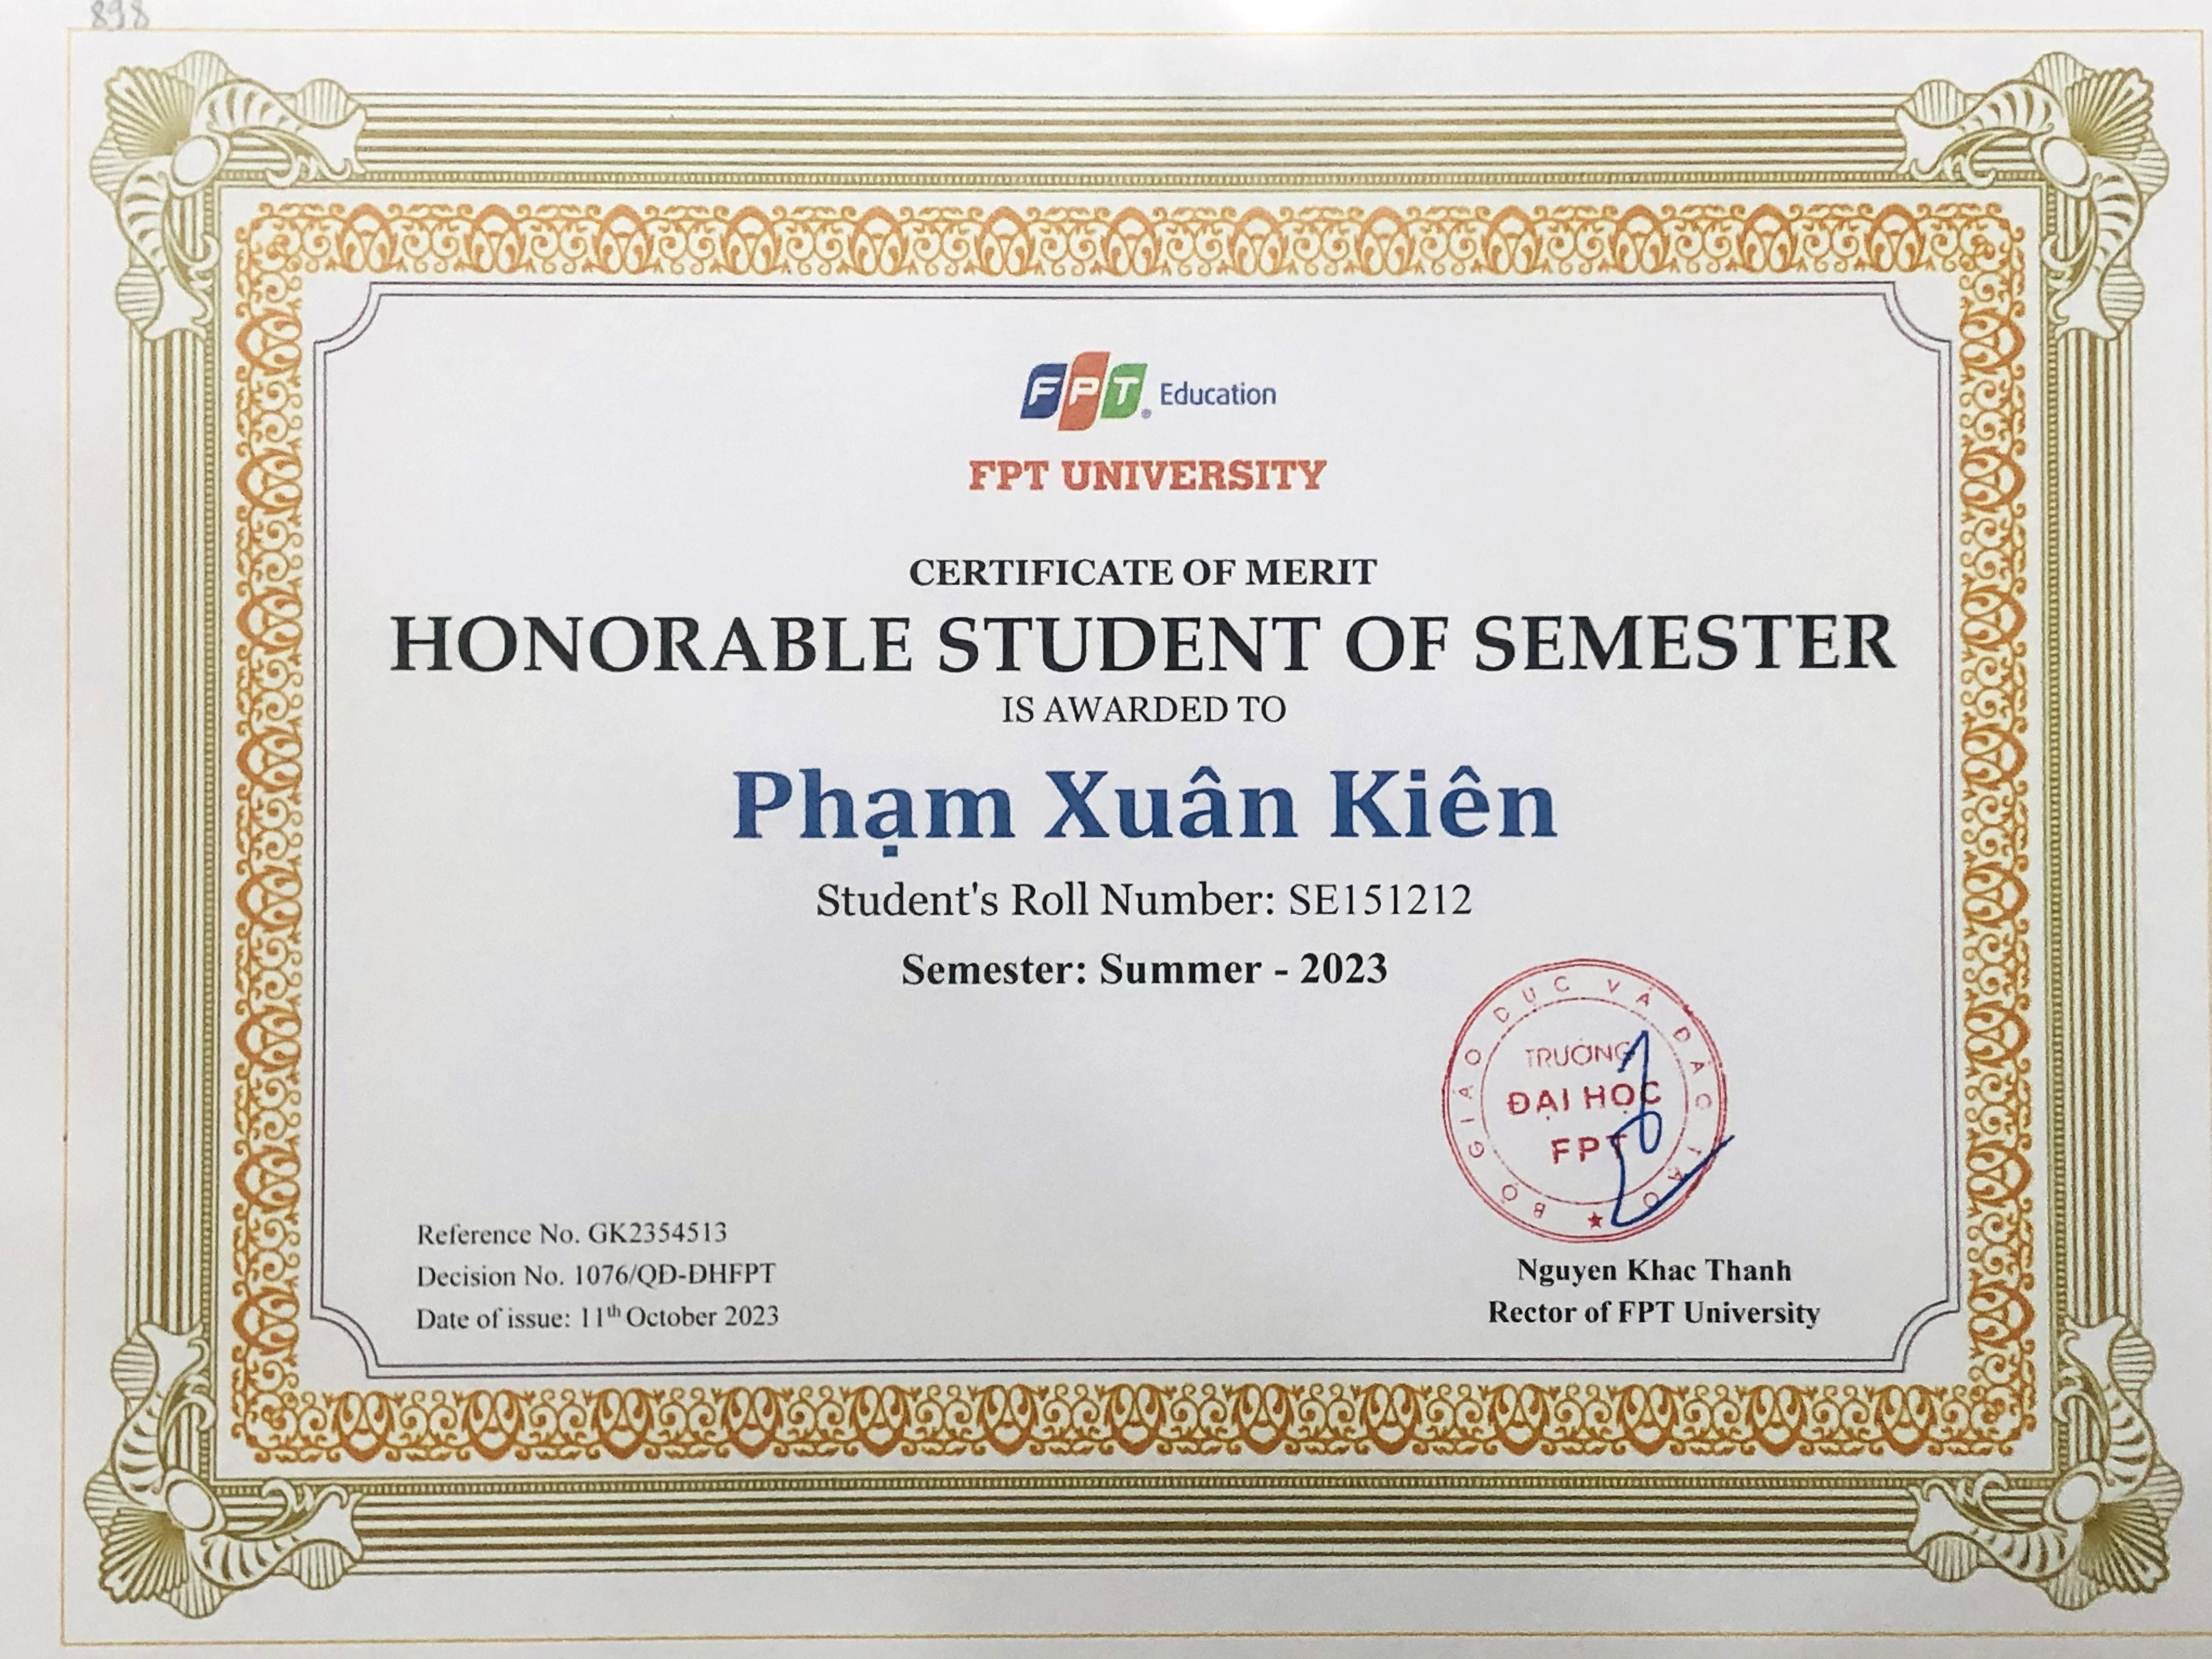 898
FPT Education
FPT UNIVERSITY
CERTIFICATE OF MERIT
HONORABLE STUDENT OF SEMESTER
IS AWARDED TO
Phạm Xuân Kiên
Student's Roll Number: SE151212
Semester: Summer - 2023
BỘ GIÁO DỤC VÀ ĐÀO TẠO
TRƯỜNG
ĐẠI HỌC
FPT
Reference No. GK2354513
Decision No. 1076/QĐ-ĐHFPT
Date of issue: 11th October 2023
Nguyen Khac Thanh
Rector of FPT University